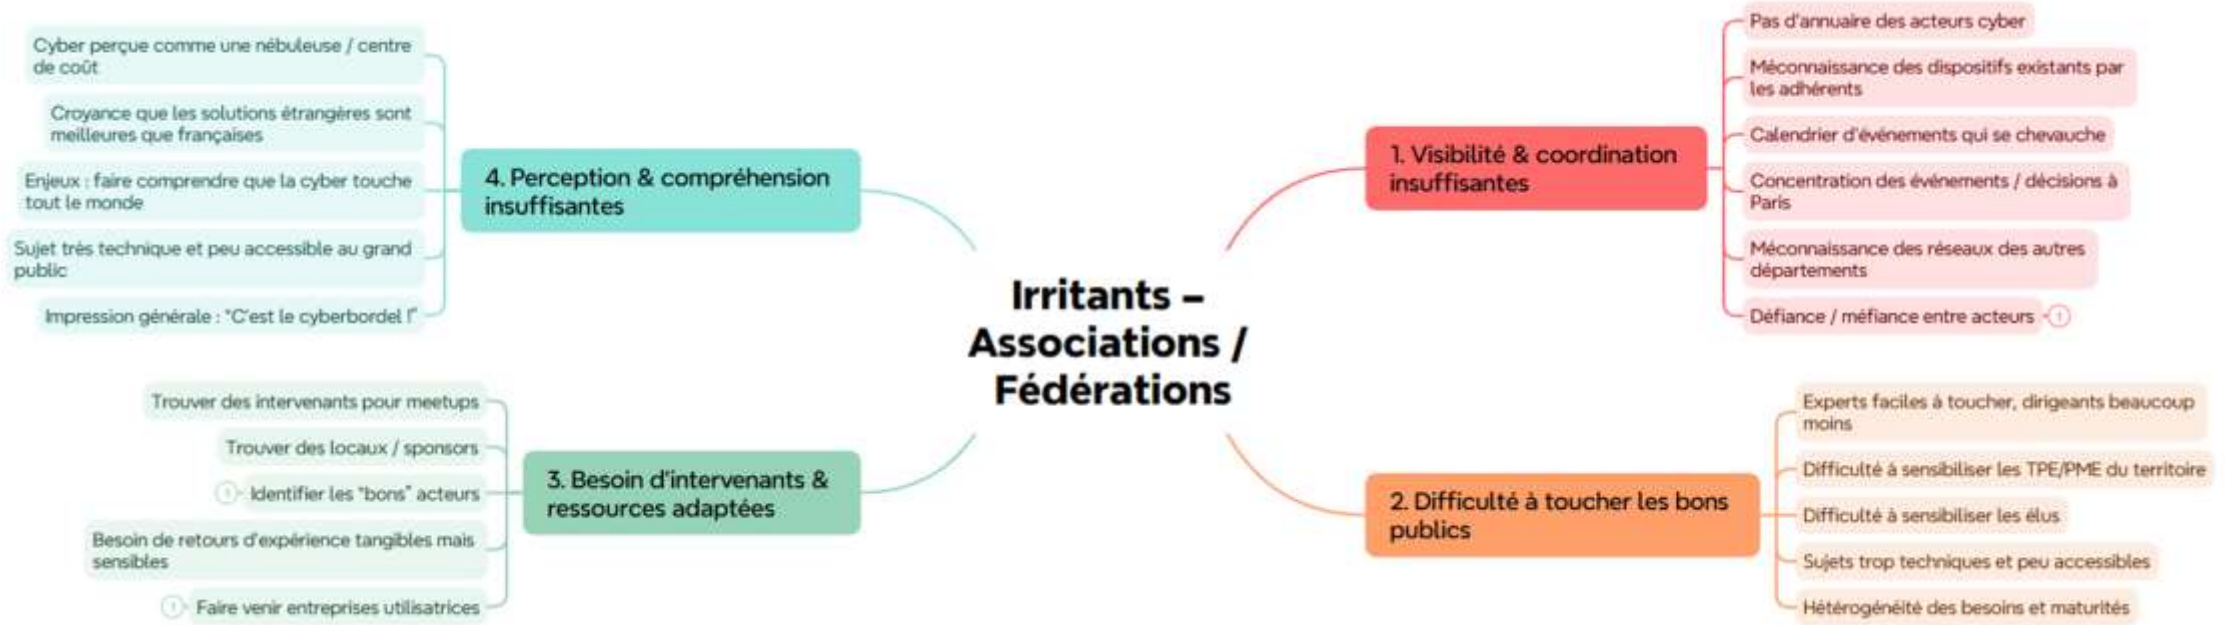 Irritants –
Associations /
Fédérations
1. Visibilité & coordination
insuffisantes
Pas d'annuaire des acteurs cyber
Méconnaissance des dispositifs existants par
les adhérents
Calendrier d'événements qui se chevauche
Concentration des événements / décisions à
Paris
Méconnaissance des réseaux des autres
départements
Défiance / méfiance entre acteurs
1
2. Difficulté à toucher les bons
publics
Experts faciles à toucher, dirigeants beaucoup
moins
Difficulté à sensibiliser les TPE/PME du territoire
Difficulté à sensibiliser les élus
Sujets trop techniques et peu accessibles
Hétérogénéité des besoins et maturités
3. Besoin d'intervenants &
ressources adaptées
Trouver des intervenants pour meetups
Trouver des locaux / sponsors
Identifier les "bons" acteurs
Besoin de retours d'expérience tangibles mais
sensibles
1 Faire venir entreprises utilisatrices
4. Perception & compréhension
insuffisantes
Cyber perçue comme une nébuleuse / centre
de coût
Croyance que les solutions étrangères sont
meilleures que françaises
Enjeux : faire comprendre que la cyber touche
tout le monde
Sujet très technique et peu accessible au grand
public
Impression générale : "C'est le cyberbordel !"